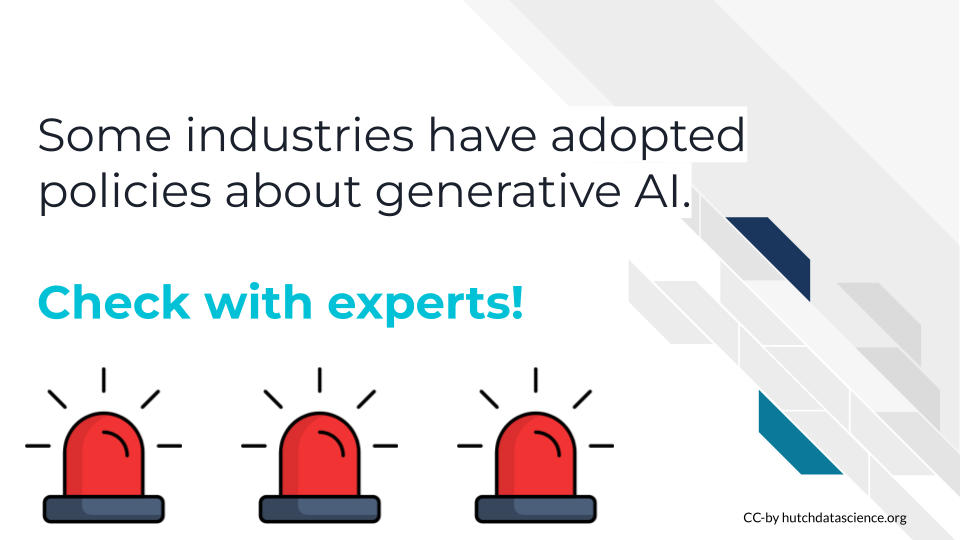 Some industries have adopted
policies about generative AI.
Check with experts!
CC-by hutchdatascience.org